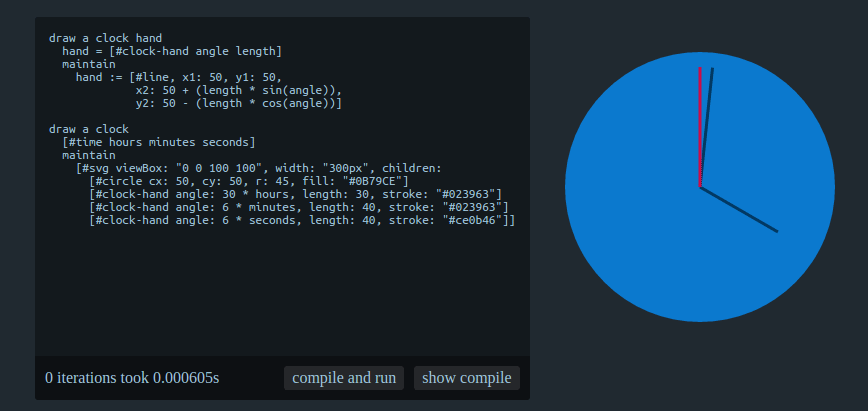 draw a clock hand
  hand = [#clock-hand angle length]
  maintain
    hand := [#line, x1: 50, y1: 50,
             x2: 50 + (length * sin(angle)),
             y2: 50 - (length * cos(angle))]
draw a clock
  [#time hours minutes seconds]
  maintain
    [#svg viewBox: "0 0 100 100", width: "300px", children:
      [#circle cx: 50, cy: 50, r: 45, fill: "#0B79CE"]
      [#clock-hand angle: 30 * hours, length: 30, stroke: "#023963"]
      [#clock-hand angle: 6 * minutes, length: 40, stroke: "#023963"]
      [#clock-hand angle: 6 * seconds, length: 40, stroke: "#ce0b46"]]
0 iterations took 0.000605s
compile and run
show compile